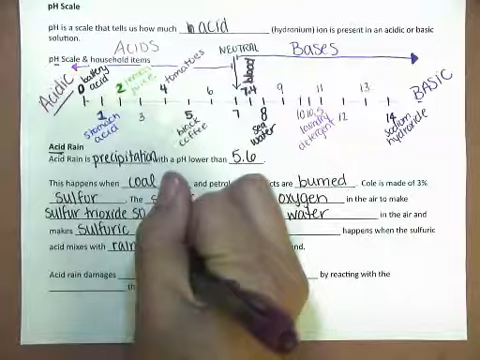 pH Scale
pH is a scale that tells us how much acid (hydronium) ion is present in an acidic or basic
solution.
ACIDS NEUTRAL Bases
pH Scale & household items
Acidic 0 battery acid 2 lemon juice 4 tomatoes 6 blood 7.4 9 11 13 BASIC
1 3 5 7 8 10 10.5 12 14
stomach acid black coffee sea water laundry detergent sodium hydroxide
Acid Rain
Acid Rain is precipitation with a pH lower than 5.6.
This happens when coal and petrol cts are burned. Cole is made of 3%
sulfur. The oxygen in the air to make
sulfur trioxide SO water in the air and
makes sulfuric happens when the sulfuric
acid mixes with rain nd.
Acid rain damages by reacting with the
th